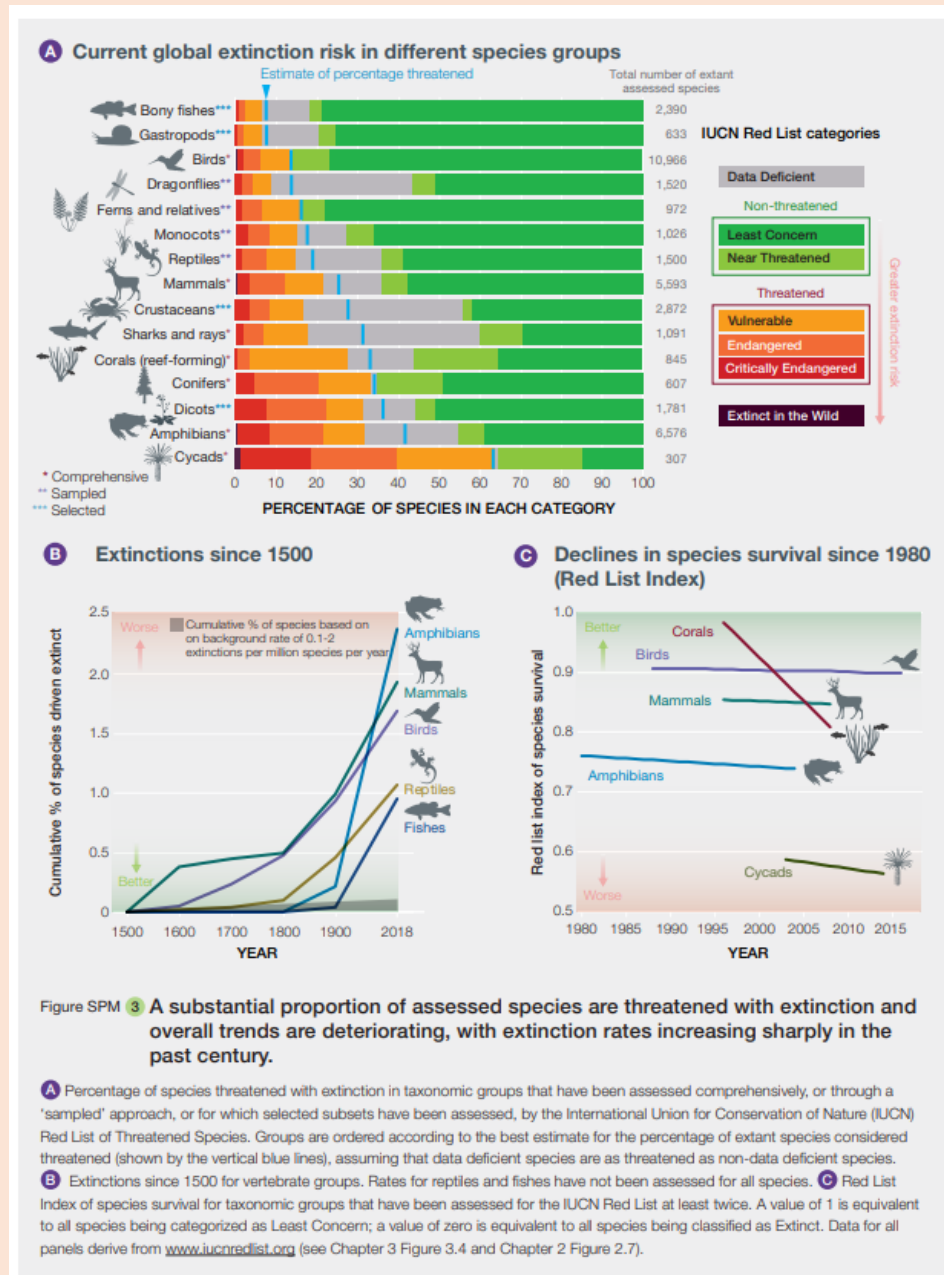 A Current global extinction risk in different species groups
Estimate of percentage threatened
Total number of extant
assessed species
Bony fishes*** 2,390
Gastropods*** 633
Birds* 10,966
Dragonflies** 1,520
Ferns and relatives** 972
Monocots** 1,026
Reptiles** 1,500
Mammals* 5,593
Crustaceans*** 2,872
Sharks and rays* 1,091
Corals (reef-forming)* 845
Conifers* 607
Dicots*** 1,781
Amphibians* 6,576
Cycads* 307
* Comprehensive
** Sampled
*** Selected
0 10 20 30 40 50 60 70 80 90 100
PERCENTAGE OF SPECIES IN EACH CATEGORY
IUCN Red List categories
Data Deficient
Non-threatened
Least Concern
Near Threatened
Threatened
Vulnerable
Endangered
Critically Endangered
Extinct in the Wild
Greater extinction risk
B Extinctions since 1500
Cumulative % of species driven extinct
2.5
2.0
1.5
1.0
0.5
0
Worse
Cumulative % of species based on
on background rate of 0.1-2
extinctions per million species per year
Better
Amphibians
Mammals
Birds
Reptiles
Fishes
1500 1600 1700 1800 1900 2018
YEAR
C Declines in species survival since 1980
(Red List Index)
Red list index of species survival
1.0
0.9
0.8
0.7
0.6
0.5
Better
Corals
Birds
Mammals
Amphibians
Cycads
Worse
1980 1985 1990 1995 2000 2005 2010 2015
YEAR
Figure SPM 3 A substantial proportion of assessed species are threatened with extinction and
overall trends are deteriorating, with extinction rates increasing sharply in the
past century.
A Percentage of species threatened with extinction in taxonomic groups that have been assessed comprehensively, or through a
‘sampled’ approach, or for which selected subsets have been assessed, by the International Union for Conservation of Nature (IUCN)
Red List of Threatened Species. Groups are ordered according to the best estimate for the percentage of extant species considered
threatened (shown by the vertical blue lines), assuming that data deficient species are as threatened as non-data deficient species.
B Extinctions since 1500 for vertebrate groups. Rates for reptiles and fishes have not been assessed for all species. C Red List
Index of species survival for taxonomic groups that have been assessed for the IUCN Red List at least twice. A value of 1 is equivalent
to all species being categorized as Least Concern; a value of zero is equivalent to all species being classified as Extinct. Data for all
panels derive from www.iucnredlist.org (see Chapter 3 Figure 3.4 and Chapter 2 Figure 2.7).